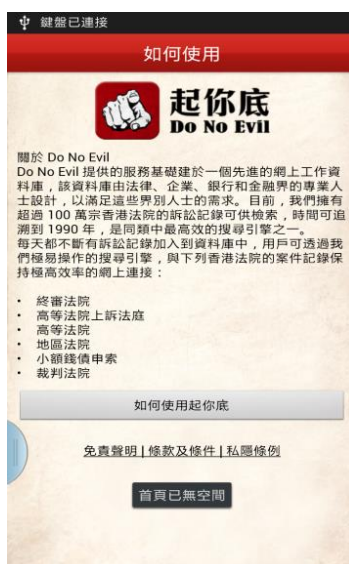 鍵盤已連接
如何使用
起你底
Do No Evil
關於 Do No Evil
Do No Evil 提供的服務基礎建於一個先進的網上工作資
料庫，該資料庫由法律、企業、銀行和金融界的專業人
士設計，以滿足這些界別人士的需求。目前，我們擁有
超過 100 萬宗香港法院的訴訟記錄可供檢索，時間可追
溯到 1990 年，是同類中最高效的搜尋引擎之一。
每天都不斷有訴訟記錄加入到資料庫中，用戶可透過我
們極易操作的搜尋引擎，與下列香港法院的案件記錄保
持極高效率的網上連接：
• 終審法院
• 高等法院上訴法庭
• 高等法院
• 地區法院
• 小額錢債申索
• 裁判法院
如何使用起你底
免責聲明 | 條款及條件 | 私隱條例
首頁已無空間